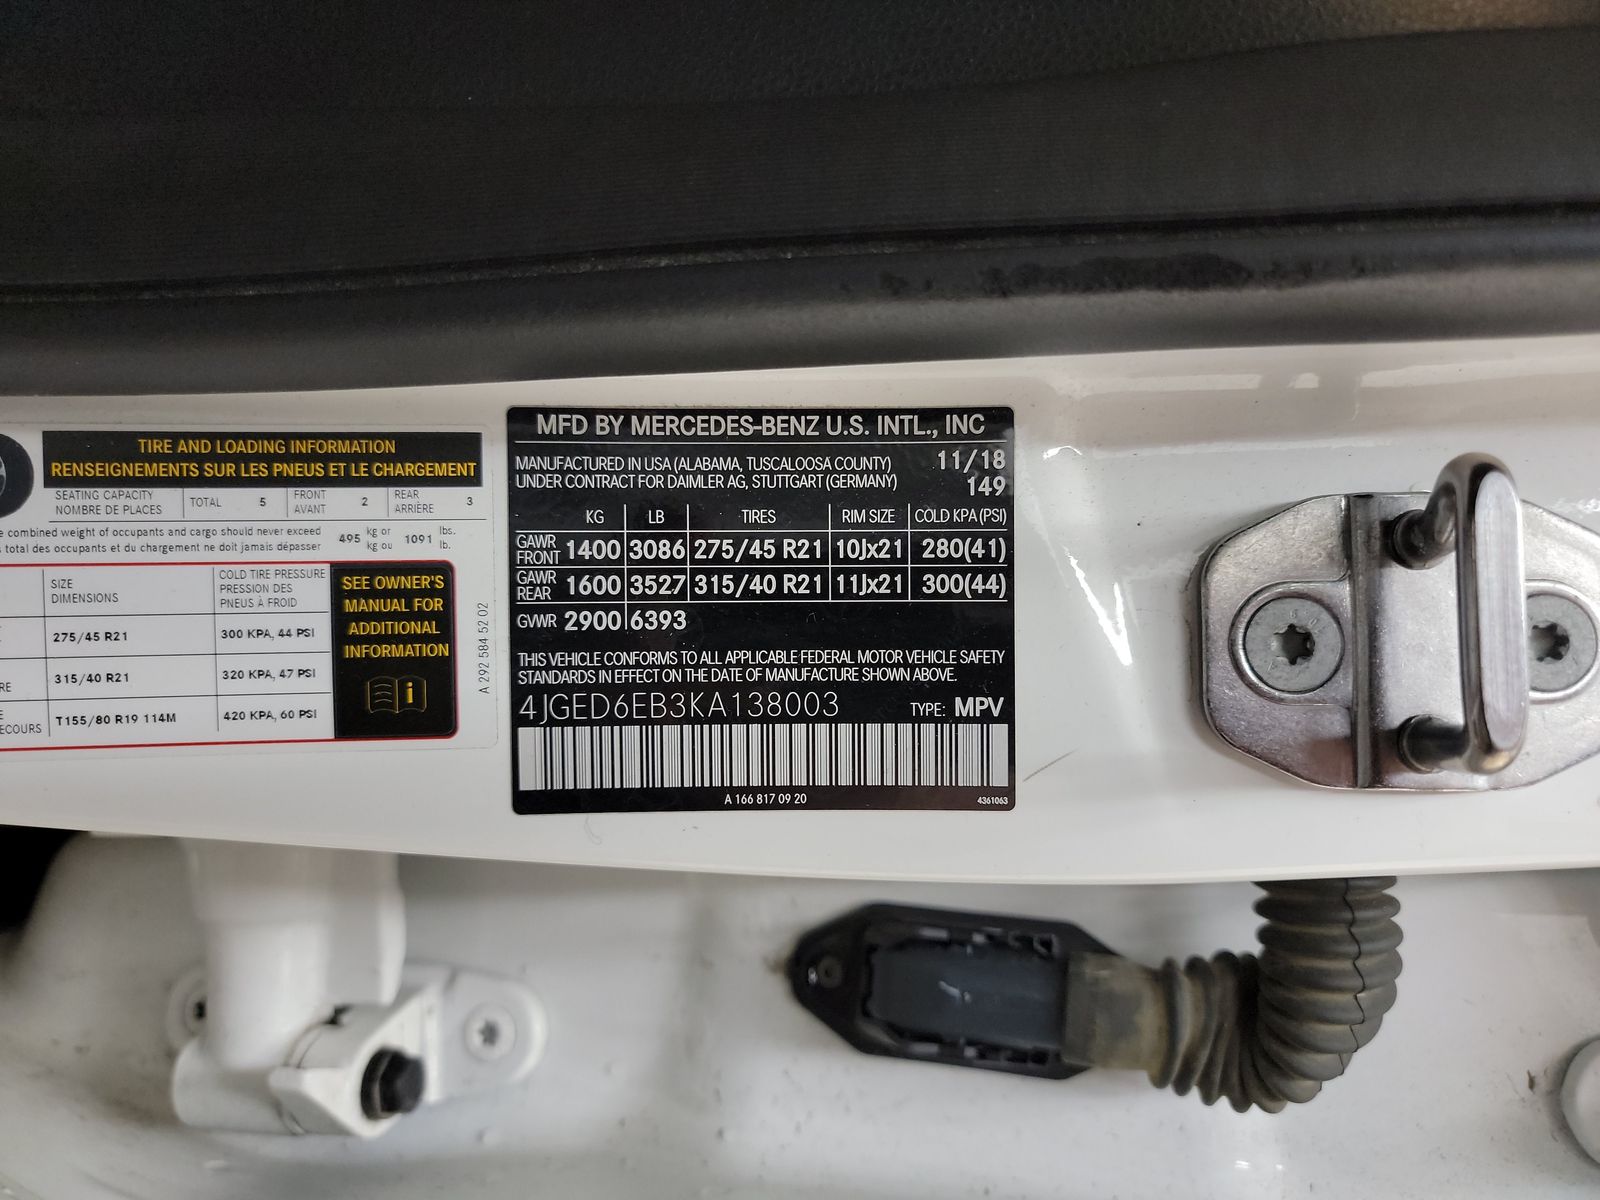 TIRE AND LOADING INFORMATION
RENSEIGNEMENTS SUR LES PNEUS ET LE CHARGEMENT
SEATING CAPACITY
NOMBRE DE PLACES
TOTAL 5
FRONT
AVANT
2
REAR
ARRIÈRE
3
combined weight of occupants and cargo should never exceed
total des occupants et du chargement ne doit jamais dépasser
495 kg or
kg ou
1091 lbs.
lb.
SIZE
DIMENSIONS
COLD TIRE PRESSURE
PRESSION DES
PNEUS À FROID
275/45 R21 300 KPA, 44 PSI
315/40 R21 320 KPA, 47 PSI
T155/80 R19 114M 420 KPA, 60 PSI
SEE OWNER'S
MANUAL FOR
ADDITIONAL
INFORMATION
A 292 584 52 02
MFD BY MERCEDES-BENZ U.S. INTL., INC
MANUFACTURED IN USA (ALABAMA, TUSCALOOSA COUNTY) 11/18
UNDER CONTRACT FOR DAIMLER AG, STUTTGART (GERMANY) 149
KG LB TIRES RIM SIZE COLD KPA(PSI)
GAWR
FRONT
1400 3086 275/45 R21 10Jx21 280(41)
GAWR
REAR
1600 3527 315/40 R21 11Jx21 300(44)
GVWR 2900 6393
THIS VEHICLE CONFORMS TO ALL APPLICABLE FEDERAL MOTOR VEHICLE SAFETY
STANDARDS IN EFFECT ON THE DATE OF MANUFACTURE SHOWN ABOVE.
4JGED6EB3KA138003 TYPE: MPV
A 166 817 09 20 4361063